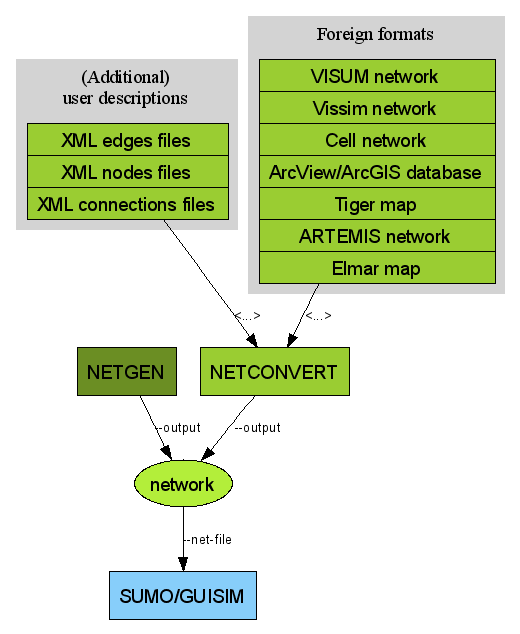 Foreign formats
VISUM network
Vissim network
Cell network
ArcView/ArcGIS database
Tiger map
ARTEMIS network
Elmar map
(Additional)
user descriptions
XML edges files
XML nodes files
XML connections files
<...>
<...>
NETGEN
NETCONVERT
--output
--output
network
--net-file
SUMO/GUISIM